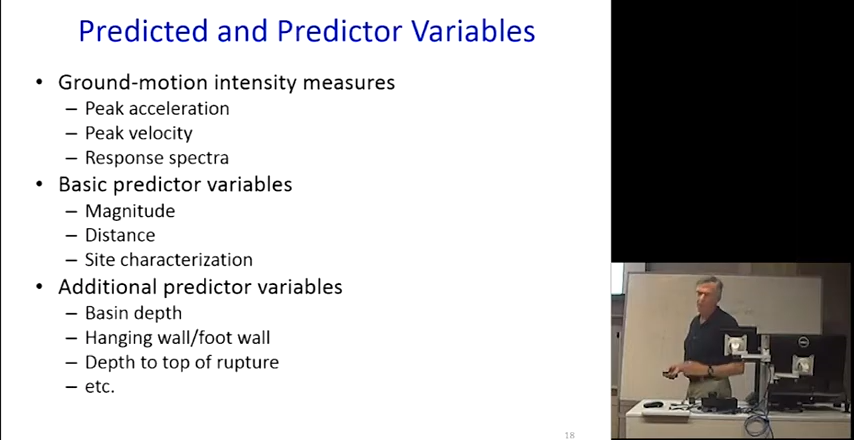 Predicted and Predictor Variables
• Ground-motion intensity measures
– Peak acceleration
– Peak velocity
– Response spectra
• Basic predictor variables
– Magnitude
– Distance
– Site characterization
• Additional predictor variables
– Basin depth
– Hanging wall/foot wall
– Depth to top of rupture
– etc.
18